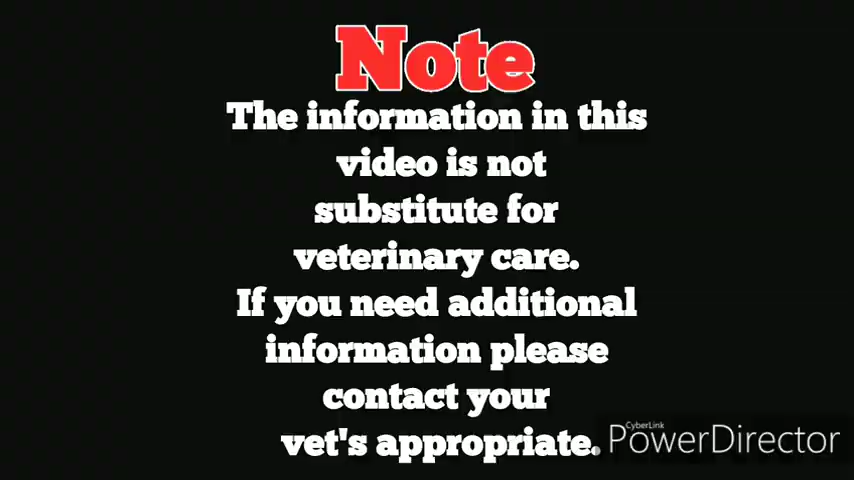 Note
The information in this
video is not
substitute for
veterinary care.
If you need additional
information please
contact your
vet's appropriate.
CyberLink
PowerDirector